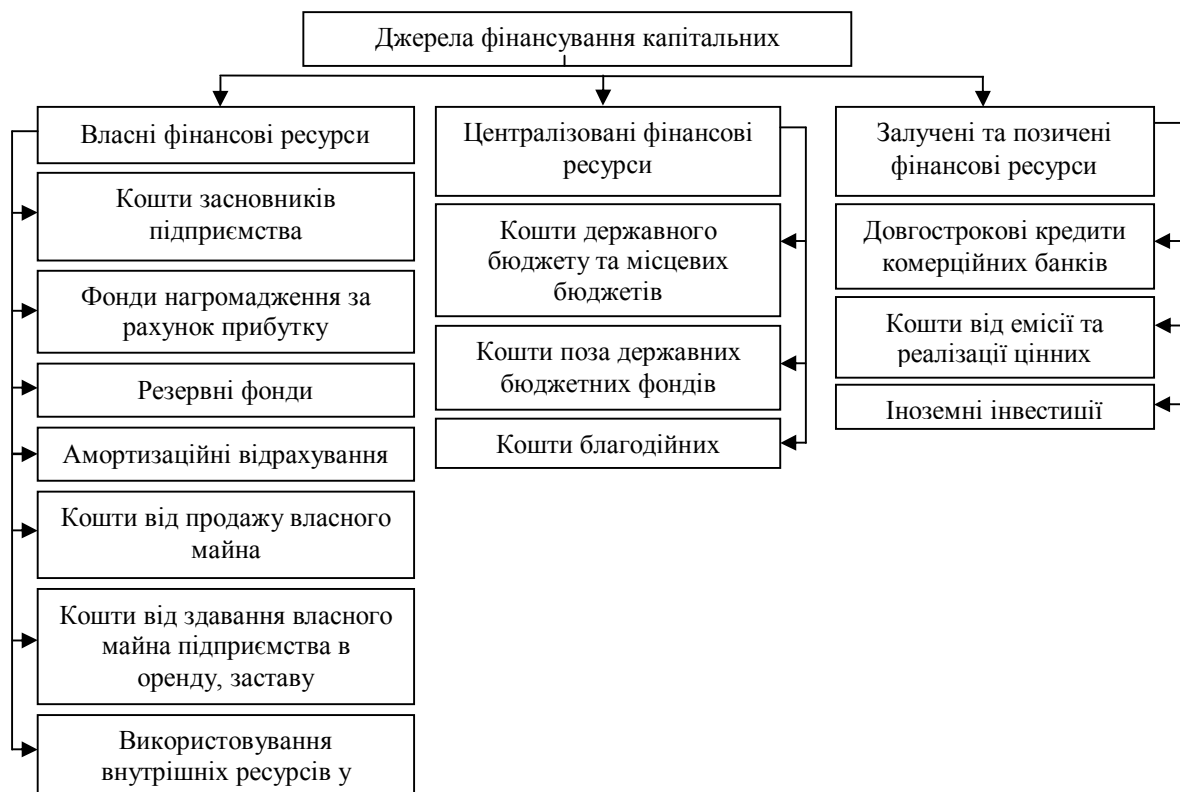 Джерела фінансування капітальних
Власні фінансові ресурси
Кошти засновників
підприємства
Фонди нагромадження за
рахунок прибутку
Резервні фонди
Амортизаційні відрахування
Кошти від продажу власного
майна
Кошти від здавання власного
майна підприємства в
оренду, заставу
Використовування
внутрішніх ресурсів у
Централізовані фінансові
ресурси
Кошти державного
бюджету та місцевих
бюджетів
Кошти поза державних
бюджетних фондів
Кошти благодійних
Залучені та позичені
фінансові ресурси
Довгострокові кредити
комерційних банків
Кошти від емісії та
реалізації цінних
Іноземні інвестиції